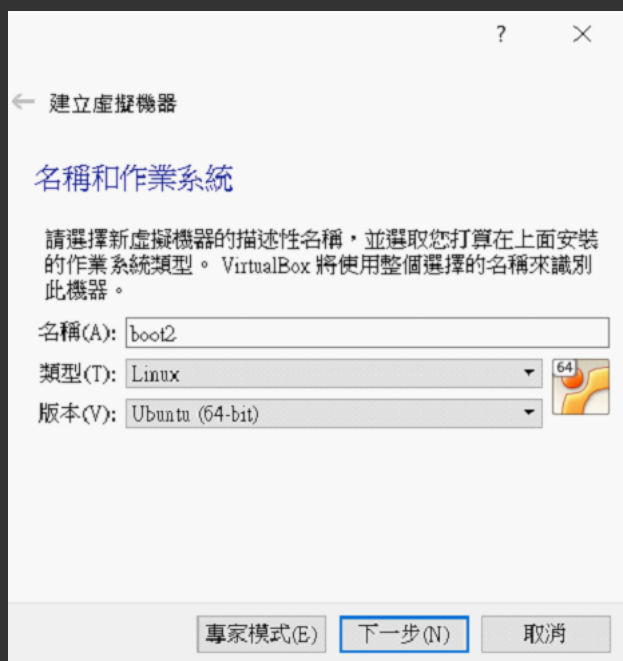 ?
建立虛擬機器
名稱和作業系統
請選擇新虛擬機器的描述性名稱，並選取您打算在上面安裝
的作業系統類型。 VirtualBox 將使用整個選擇的名稱來識別
此機器。
名稱(A): boot2
類型(T): Linux
64
版本(V): Ubuntu (64-bit)
專家模式(E) 下一步(N) 取消